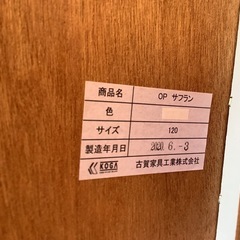 商品名 OP サフラン
色
サイズ 120
製造年月日 2020. 6. -3
KOGA 古賀家具工業株式会社